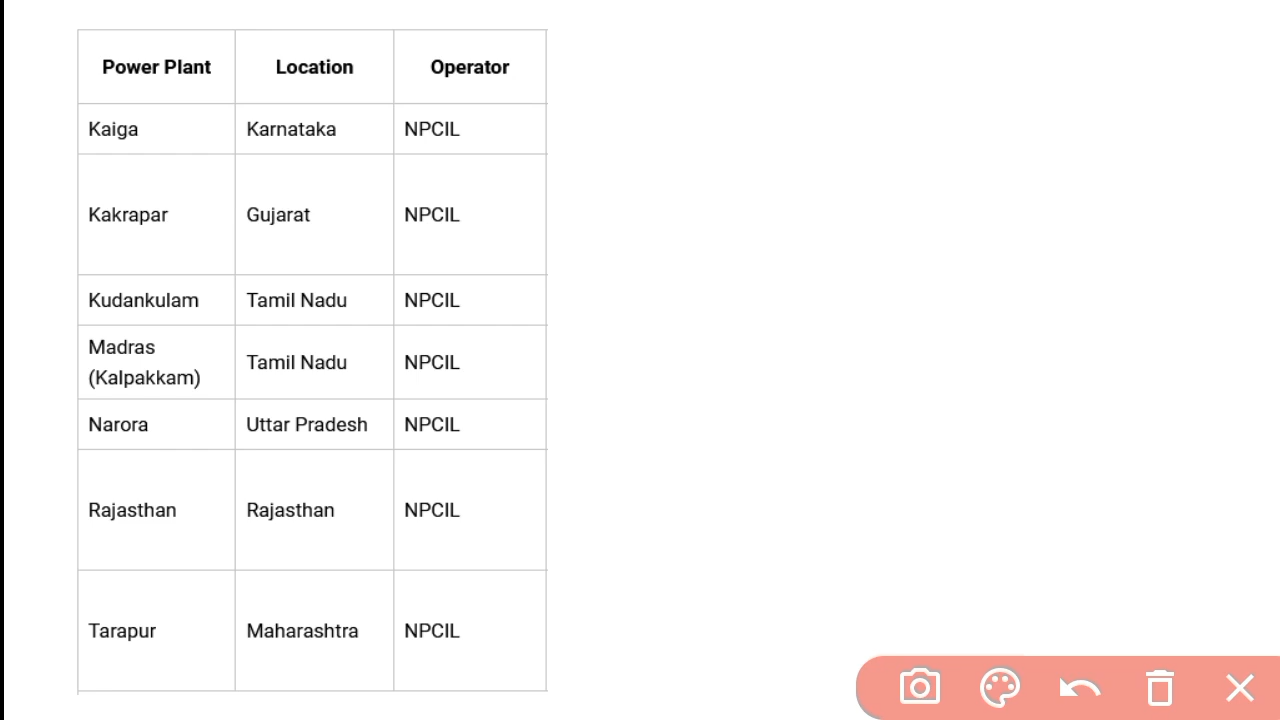 Power Plant Location Operator
Kaiga Karnataka NPCIL
Kakrapar Gujarat NPCIL
Kudankulam Tamil Nadu NPCIL
Madras
(Kalpakkam) Tamil Nadu NPCIL
Narora Uttar Pradesh NPCIL
Rajasthan Rajasthan NPCIL
Tarapur Maharashtra NPCIL